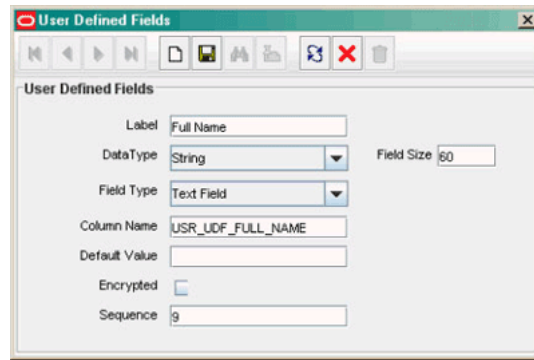 User Defined Fields
User Defined Fields
Label Full Name
DataType String Field Size 60
Field Type Text Field
Column Name USR_UDF_FULL_NAME
Default Value
Encrypted
Sequence 9